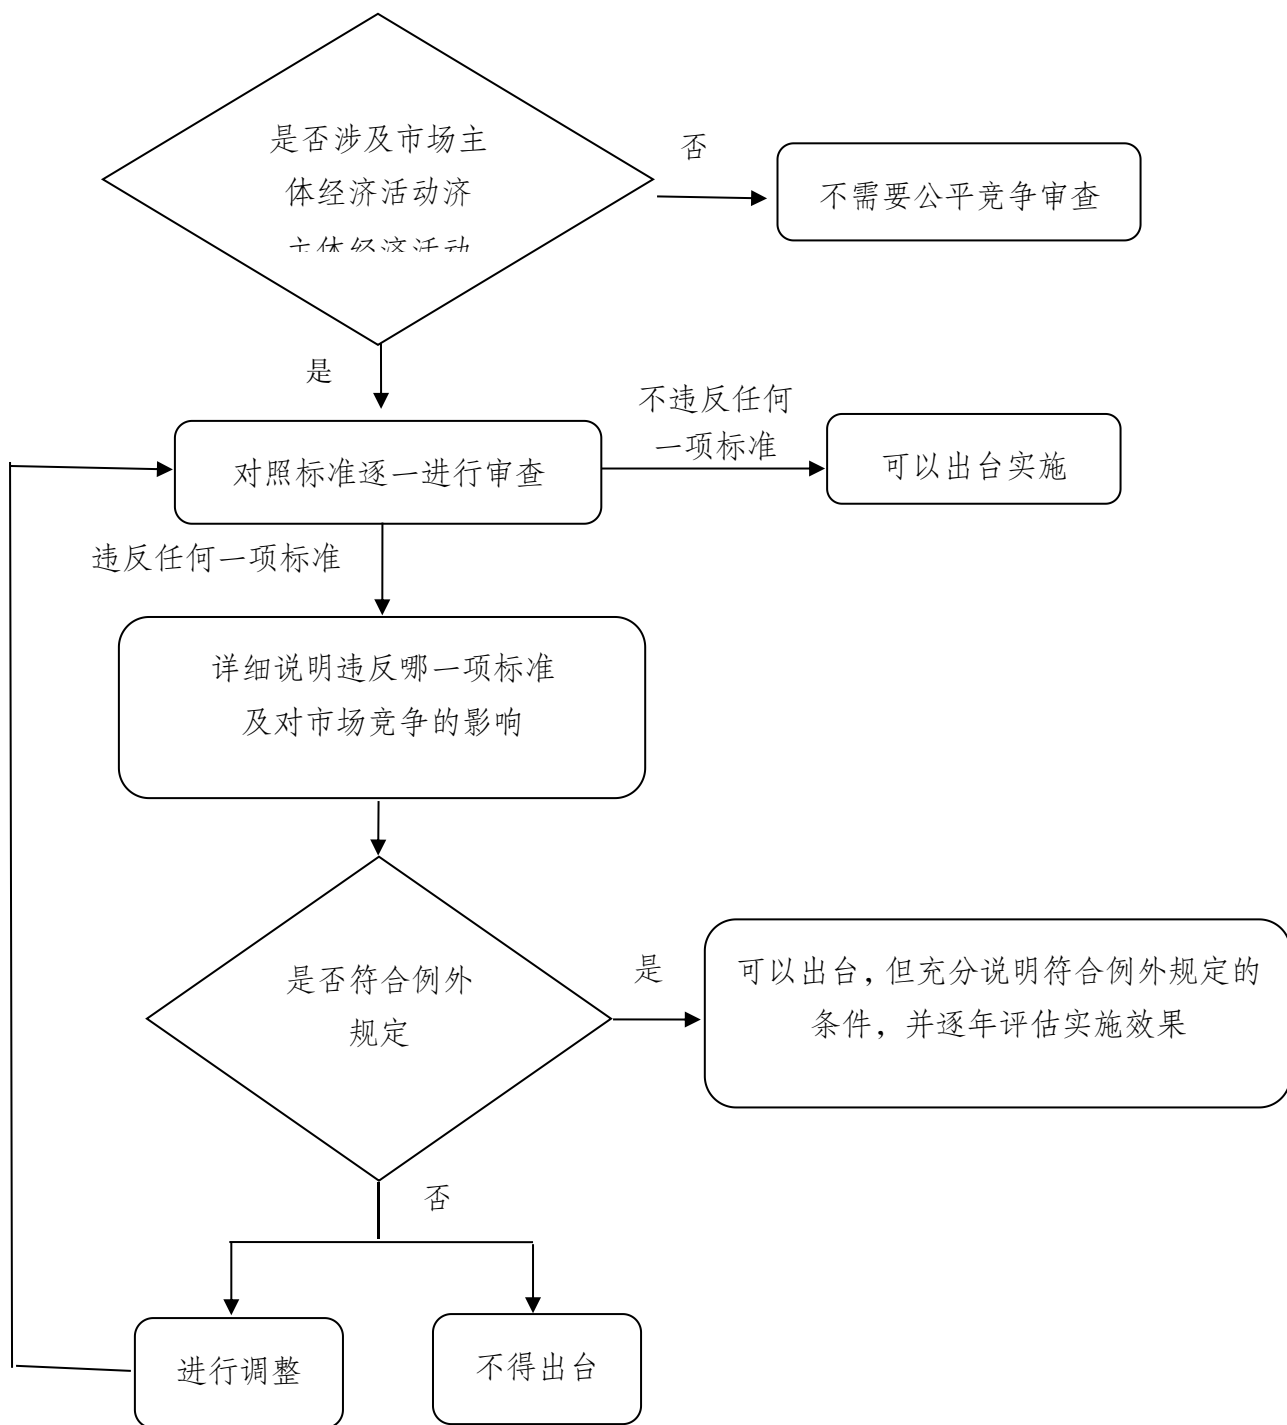 是否涉及市场主
体经济活动济
主体经济活动
否
不需要公平竞争审查
是
不违反任何
一项标准
对照标准逐一进行审查
可以出台实施
违反任何一项标准
详细说明违反哪一项标准
及对市场竞争的影响
是否符合例外
规定
是
可以出台，但充分说明符合例外规定的
条件，并逐年评估实施效果
否
进行调整
不得出台